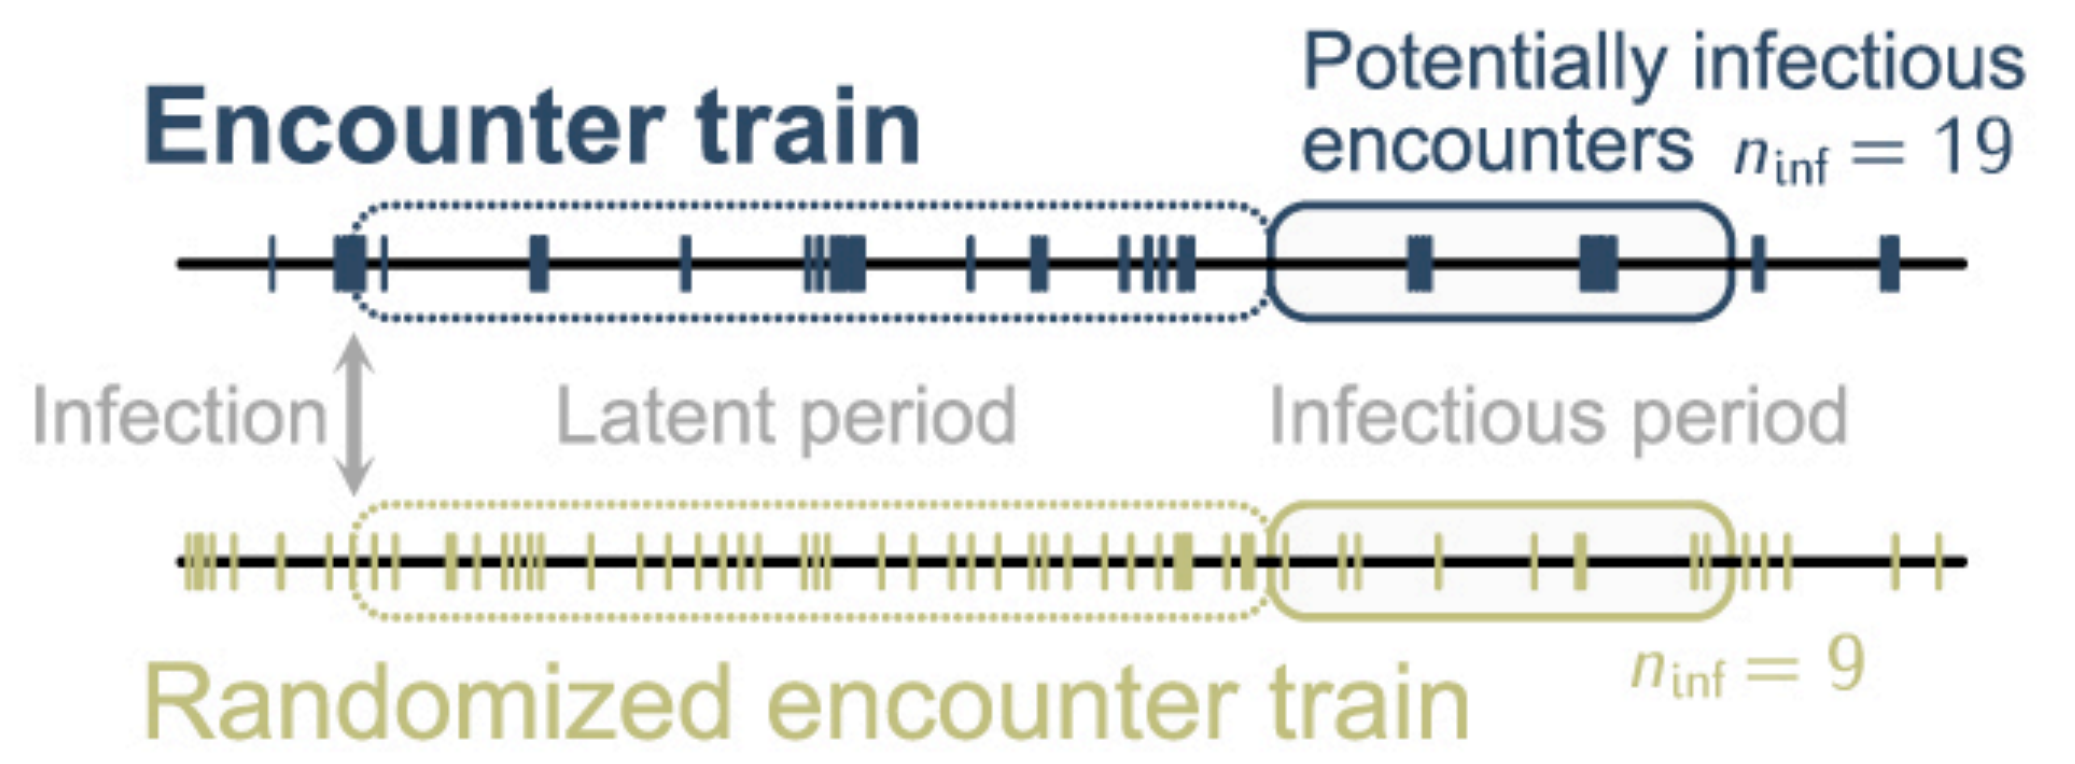 Potentially infectious
Encounter train
encounters n_inf = 19
Infection
Latent period
Infectious period
n_inf = 9
Randomized encounter train